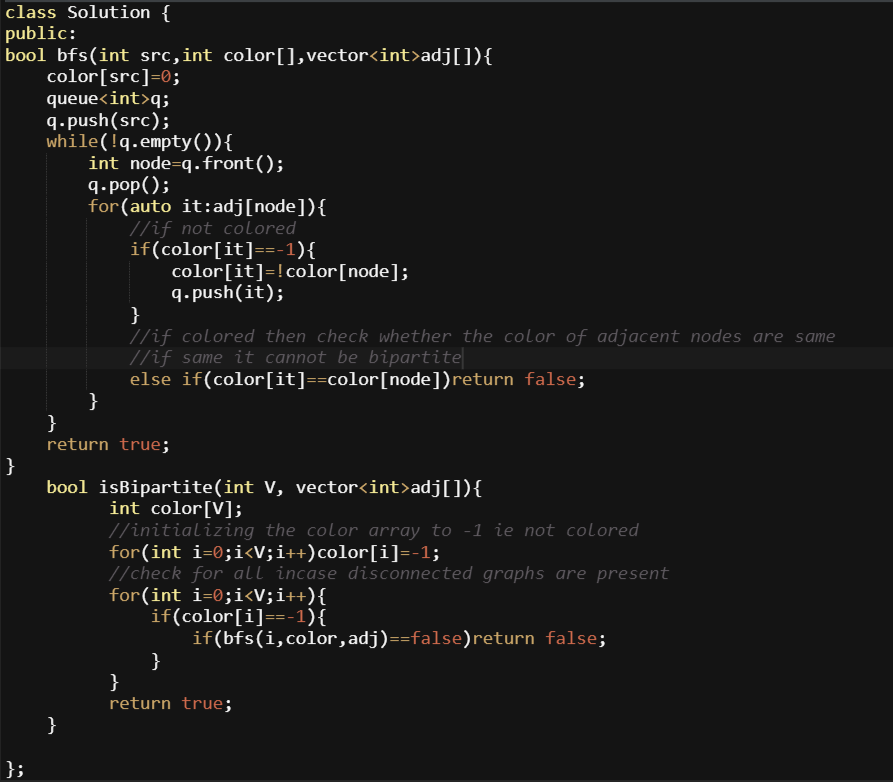 class Solution {
public:
bool bfs(int src,int color[],vector<int>adj[]){
    color[src]=0;
    queue<int>q;
    q.push(src);
    while(!q.empty()){
        int node=q.front();
        q.pop();
        for(auto it:adj[node]){
            //if not colored
            if(color[it]==-1){
                color[it]=!color[node];
                q.push(it);
            }
            //if colored then check whether the color of adjacent nodes are same
            //if same it cannot be bipartite
            else if(color[it]==color[node])return false;
        }
    }
    return true;
}
    bool isBipartite(int V, vector<int>adj[]){
          int color[V];
          //initializing the color array to -1 ie not colored
          for(int i=0;i<V;i++)color[i]=-1;
          //check for all incase disconnected graphs are present
          for(int i=0;i<V;i++){
              if(color[i]==-1){
                  if(bfs(i,color,adj)==false)return false;
              }
          }
          return true;
    }

};